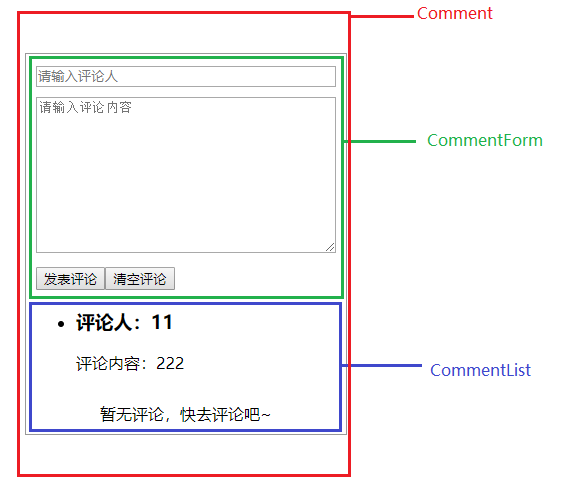 Comment
请输入评论人
请输入评论内容
CommentForm
发表评论 清空评论
评论人：11
评论内容：222
CommentList
暂无评论，快去评论吧~